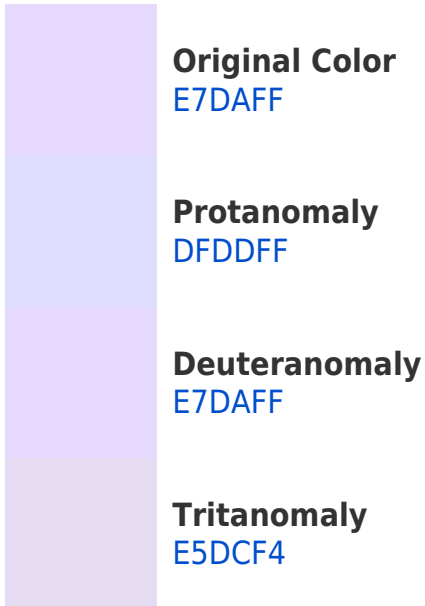 Original Color
E7DAFF
Protanomaly
DFDDFF
Deuteranomaly
E7DAFF
Tritanomaly
E5DCF4